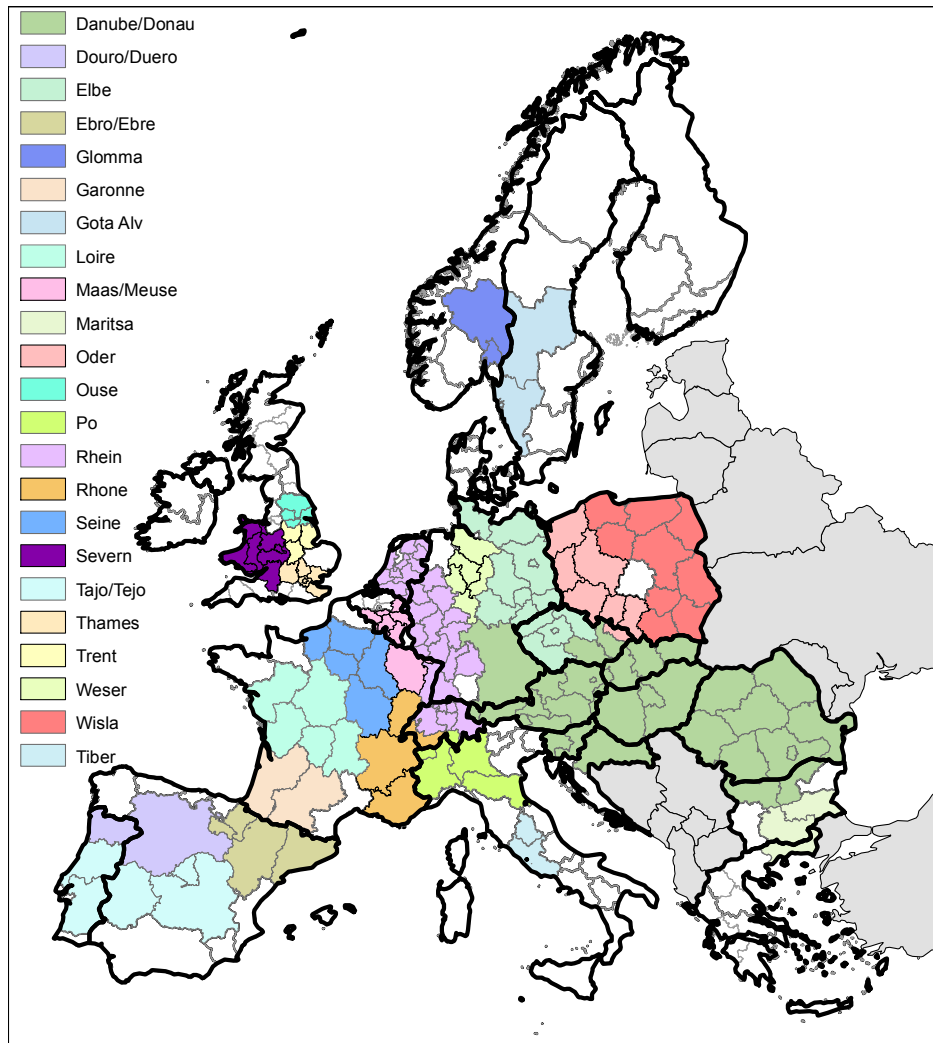 Danube/Donau
Douro/Duero
Elbe
Ebro/Ebre
Glomma
Garonne
Gota Alv
Loire
Maas/Meuse
Maritsa
Oder
Ouse
Po
Rhein
Rhone
Seine
Severn
Tajo/Tejo
Thames
Trent
Weser
Wisla
Tiber